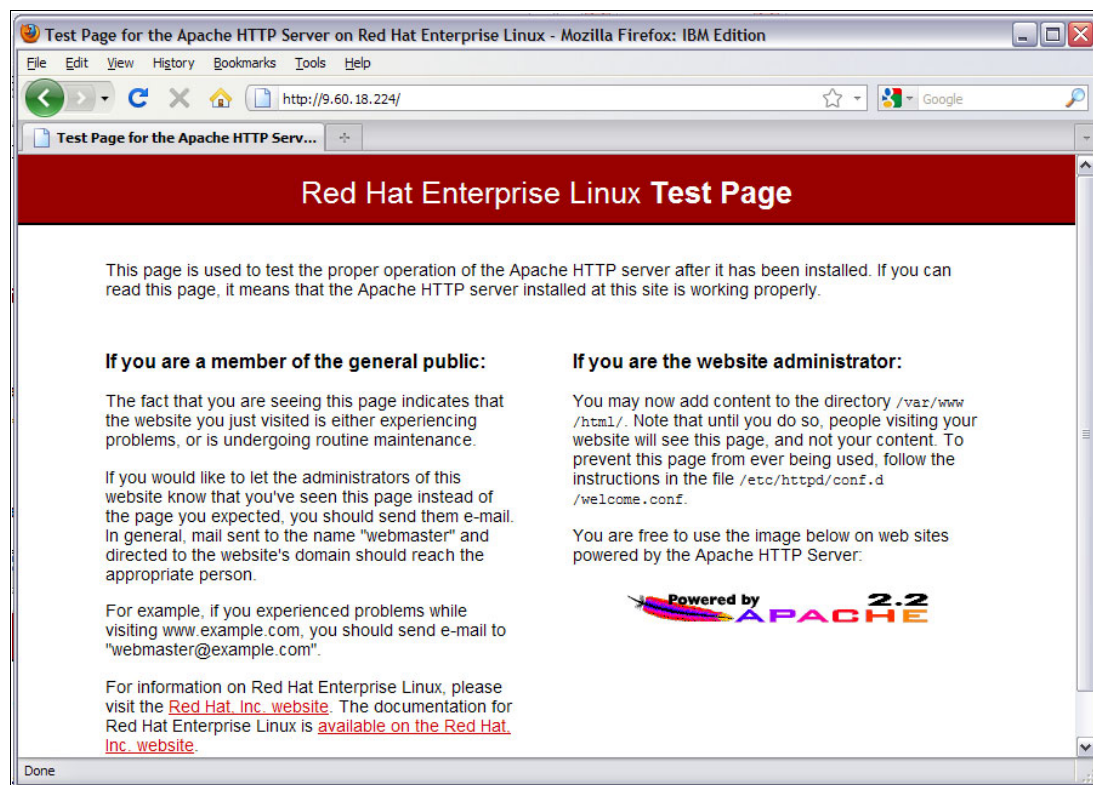 Test Page for the Apache HTTP Server on Red Hat Enterprise Linux - Mozilla Firefox: IBM Edition
File Edit View History Bookmarks Tools Help
http://9.60.18.224/
Google
Test Page for the Apache HTTP Serv...
Red Hat Enterprise Linux Test Page
This page is used to test the proper operation of the Apache HTTP server after it has been installed. If you can
read this page, it means that the Apache HTTP server installed at this site is working properly.
If you are a member of the general public:
The fact that you are seeing this page indicates that
the website you just visited is either experiencing
problems, or is undergoing routine maintenance.
If you would like to let the administrators of this
website know that you've seen this page instead of
the page you expected, you should send them e-mail.
In general, mail sent to the name "webmaster" and
directed to the website's domain should reach the
appropriate person.
For example, if you experienced problems while
visiting www.example.com, you should send e-mail to
"webmaster@example.com".
For information on Red Hat Enterprise Linux, please
visit the Red Hat, Inc. website. The documentation for
Red Hat Enterprise Linux is available on the Red Hat,
Inc. website.
If you are the website administrator:
You may now add content to the directory /var/www
/html/. Note that until you do so, people visiting your
website will see this page, and not your content. To
prevent this page from ever being used, follow the
instructions in the file /etc/httpd/conf.d
/welcome.conf.
You are free to use the image below on web sites
powered by the Apache HTTP Server:
Powered by 2.2
APACHE
Done